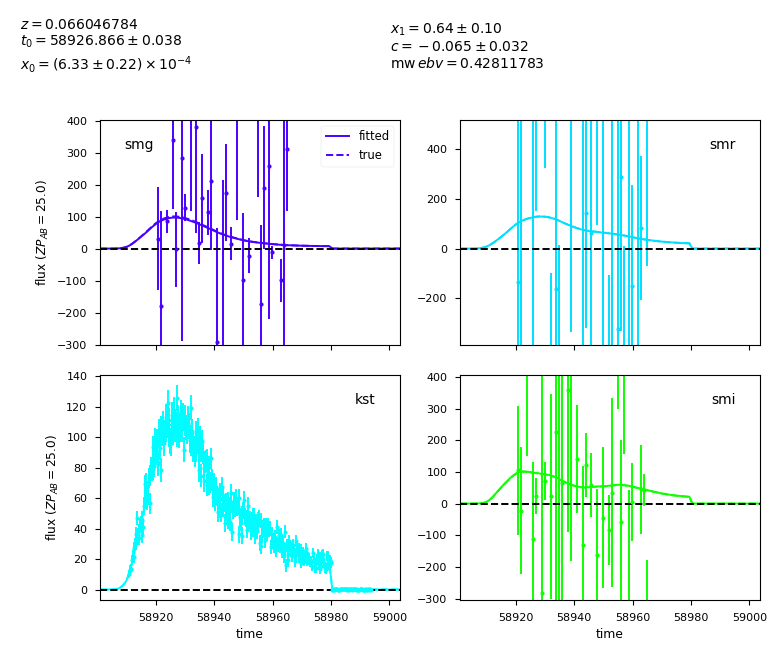 z = 0.066046784
t₀ = 58926.866 ± 0.038
x₀ = (6.33 ± 0.22) × 10⁻⁴
x₁ = 0.64 ± 0.10
c = −0.065 ± 0.032
mw ebv = 0.42811783
400
300
200
100
0
−100
−200
−300
flux (ZP_AB = 25.0)
smg
fitted
true
400
200
0
−200
smr
140
120
100
80
60
40
20
0
flux (ZP_AB = 25.0)
kst
58920
58940
58960
58980
59000
time
400
300
200
100
0
−100
−200
−300
smi
58920
58940
58960
58980
59000
time